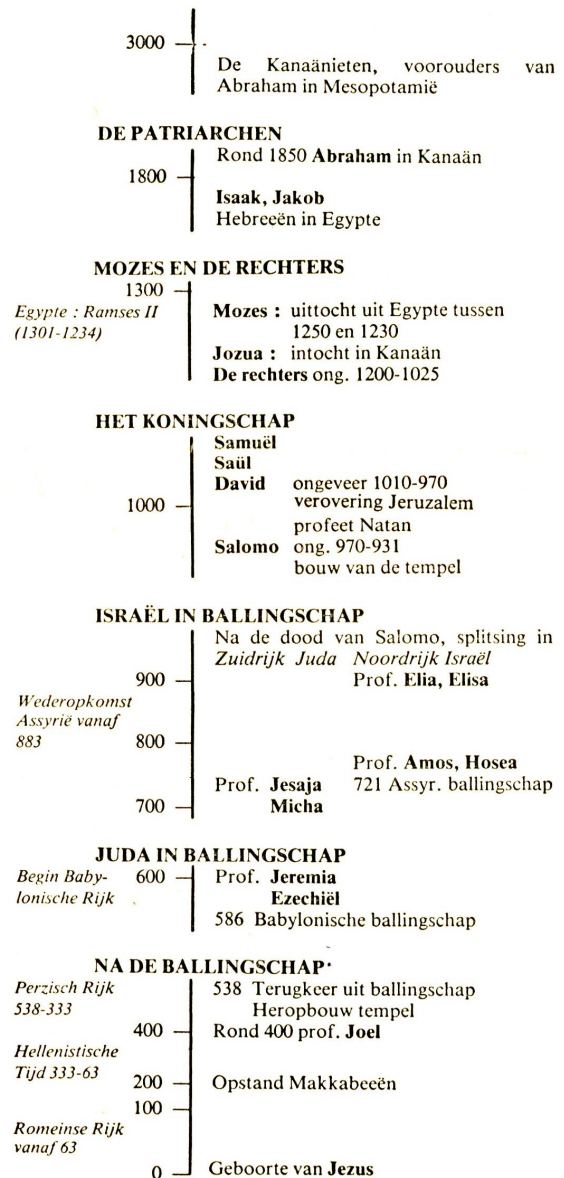 3000
De Kanaänieten, voorouders van
Abraham in Mesopotamië
DE PATRIARCHEN
Rond 1850 Abraham in Kanaän
1800
Isaak, Jakob
Hebreeën in Egypte
MOZES EN DE RECHTERS
1300
Egypte : Ramses II
(1301-1234)
Mozes : uittocht uit Egypte tussen
1250 en 1230
Jozua : intocht in Kanaän
De rechters ong. 1200-1025
HET KONINGSCHAP
Samuël
Saül
David ongeveer 1010-970
verovering Jeruzalem
1000
profeet Natan
Salomo ong. 970-931
bouw van de tempel
ISRAËL IN BALLINGSCHAP
Na de dood van Salomo, splitsing in
Zuidrijk Juda Noordrijk Israël
900
Prof. Elia, Elisa
Wederopkomst
Assyrië vanaf
883
800
Prof. Amos, Hosea
Prof. Jesaja 721 Assyr. ballingschap
Micha
700
JUDA IN BALLINGSCHAP
Begin Baby-
lonische Rijk
600
Prof. Jeremia
Ezechiël
586 Babylonische ballingschap
NA DE BALLINGSCHAP
Perzisch Rijk
538-333
538 Terugkeer uit ballingschap
Heropbouw tempel
400
Rond 400 prof. Joel
Hellenistische
Tijd 333-63
200
Opstand Makkabeeën
100
Romeinse Rijk
vanaf 63
0
Geboorte van Jezus